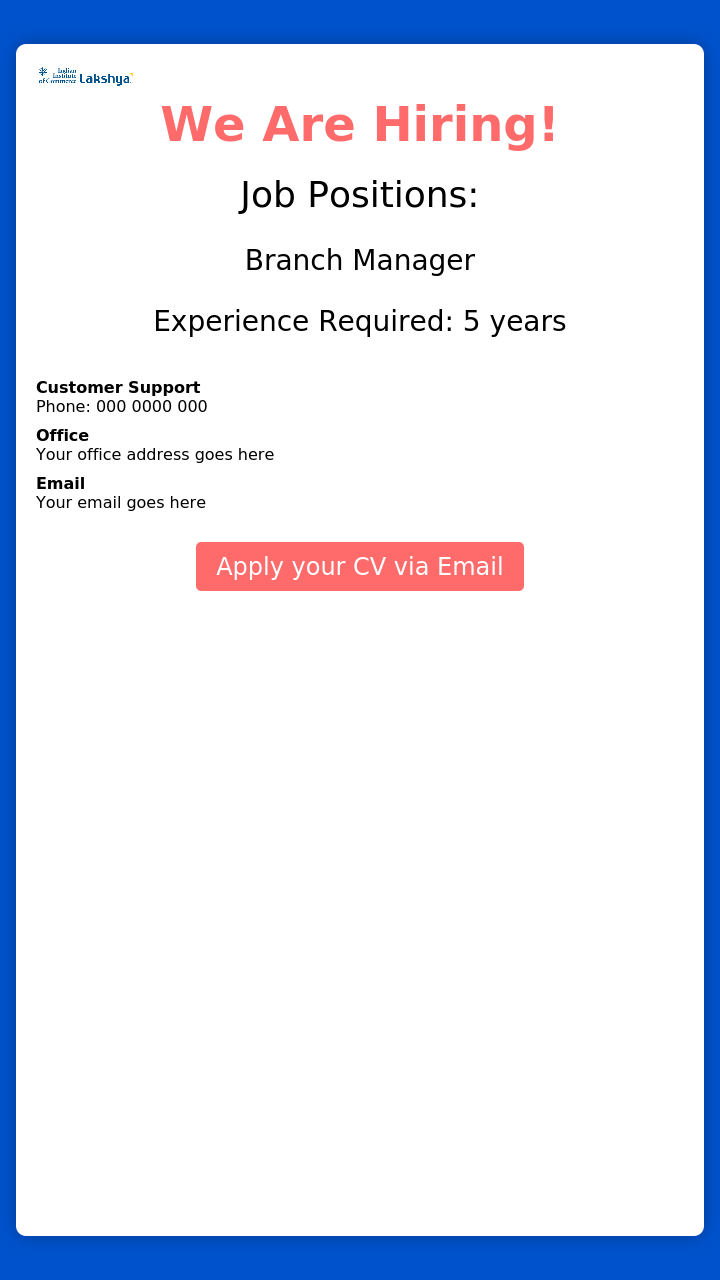 Indian
Institute
of Commerce
Lakshya
We Are Hiring!
Job Positions:
Branch Manager
Experience Required: 5 years
Customer Support
Phone: 000 0000 000
Office
Your office address goes here
Email
Your email goes here
Apply your CV via Email